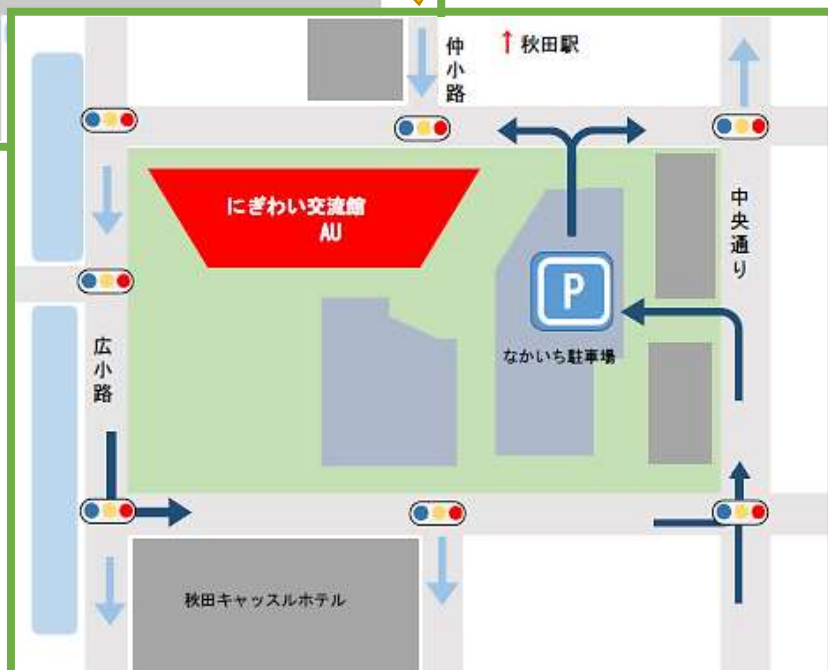 仲小路
↑秋田駅
にぎわい交流館
AU
中央通り
P
なかいち駐車場
広小路
秋田キャッスルホテル